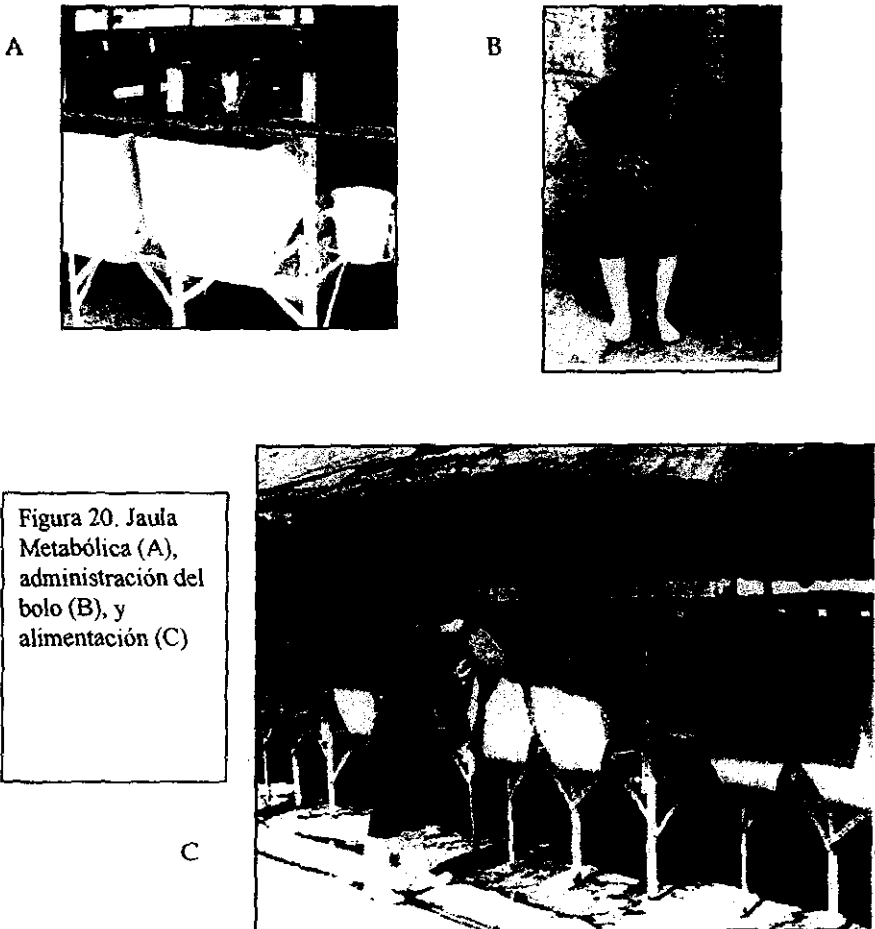 A
B
Figura 20. Jaula
Metabólica (A),
administración del
bolo (B), y
alimentación (C)
C